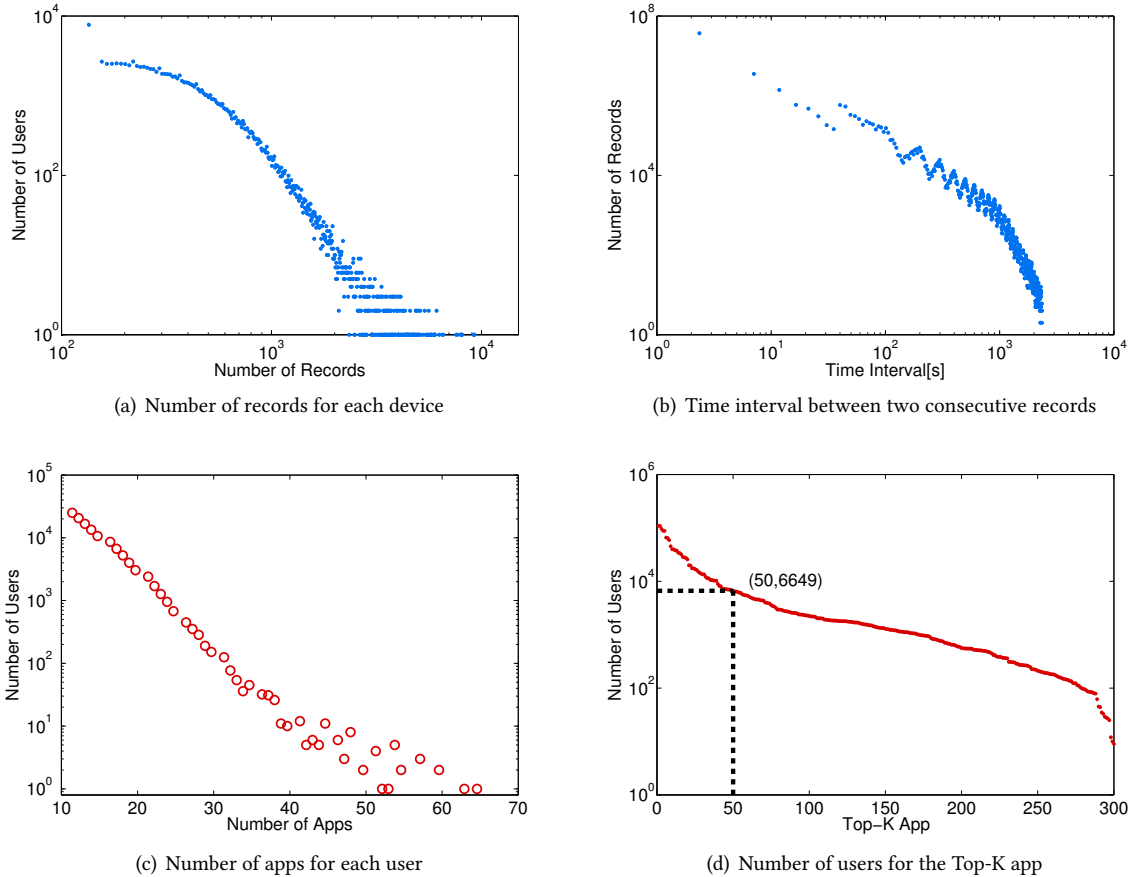 10^4
10^2
10^0
10^2
10^3
10^4
Number of Users
Number of Records
(a) Number of records for each device
10^8
10^4
10^0
10^0
10^1
10^2
10^3
10^4
Number of Records
Time Interval[s]
(b) Time interval between two consecutive records
10^5
10^4
10^3
10^2
10^1
10^0
10 20 30 40 50 60 70
Number of Users
Number of Apps
(c) Number of apps for each user
10^6
10^4
10^2
10^0
0 50 100 150 200 250 300
Number of Users
(50,6649)
Top−K App
(d) Number of users for the Top-K app